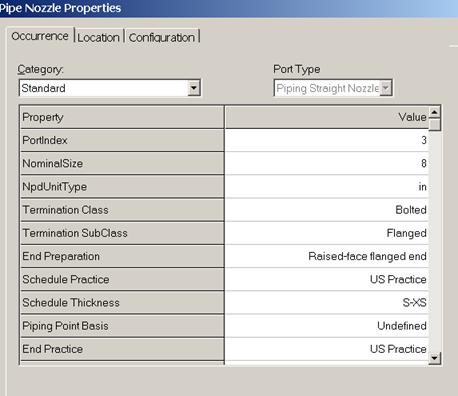 Pipe Nozzle Properties
Occurrence Location Configuration
Category: Port Type
Standard Piping Straight Nozzle
Property Value
PortIndex 3
NominalSize 8
NpdUnitType in
Termination Class Bolted
Termination SubClass Flanged
End Preparation Raised-face flanged end
Schedule Practice US Practice
Schedule Thickness S-XS
Piping Point Basis Undefined
End Practice US Practice